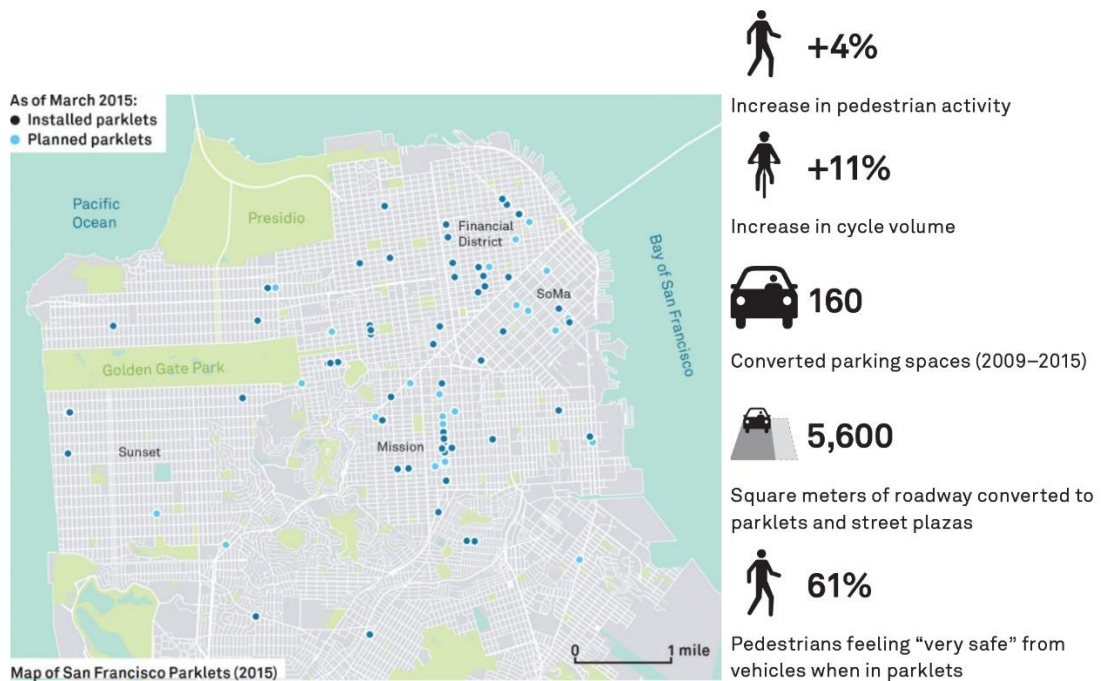 As of March 2015:
Installed parklets
Planned parklets
Pacific
Ocean
Presidio
Financial
District
SoMa
Bay of San Francisco
Golden Gate Park
Sunset
Mission
0 1 mile
Map of San Francisco Parklets (2015)
+4%
Increase in pedestrian activity
+11%
Increase in cycle volume
160
Converted parking spaces (2009–2015)
5,600
Square meters of roadway converted to
parklets and street plazas
61%
Pedestrians feeling “very safe” from
vehicles when in parklets